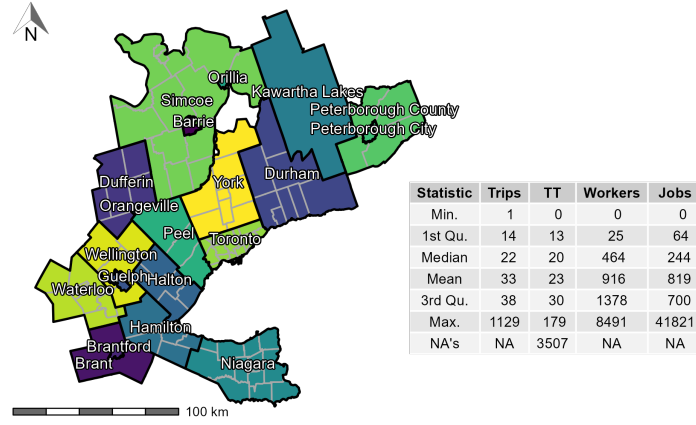 N
Orillia
Kawartha Lakes
Simcoe
Peterborough County
Barrie
Peterborough City
Durham
York
Dufferin
Orangeville
Peel
Toronto
Wellington
Guelph
Halton
Waterloo
Hamilton
Brantford
Brant
Niagara
100 km
Statistic Trips TT Workers Jobs
Min. 1 0 0 0
1st Qu. 14 13 25 64
Median 22 20 464 244
Mean 33 23 916 819
3rd Qu. 38 30 1378 700
Max. 1129 179 8491 41821
NA's NA 3507 NA NA